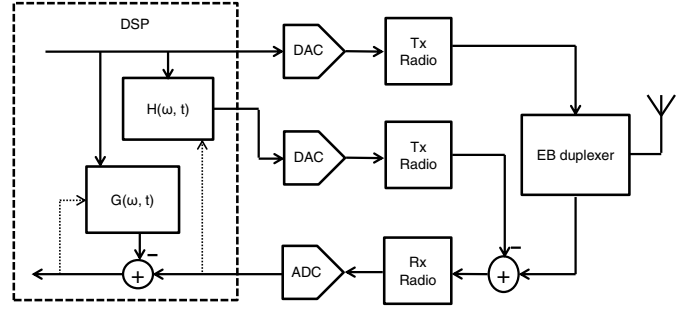 DSP
DAC
Tx
Radio
H(ω, t)
DAC
Tx
Radio
EB duplexer
G(ω, t)
–
–
+
ADC
Rx
Radio
+